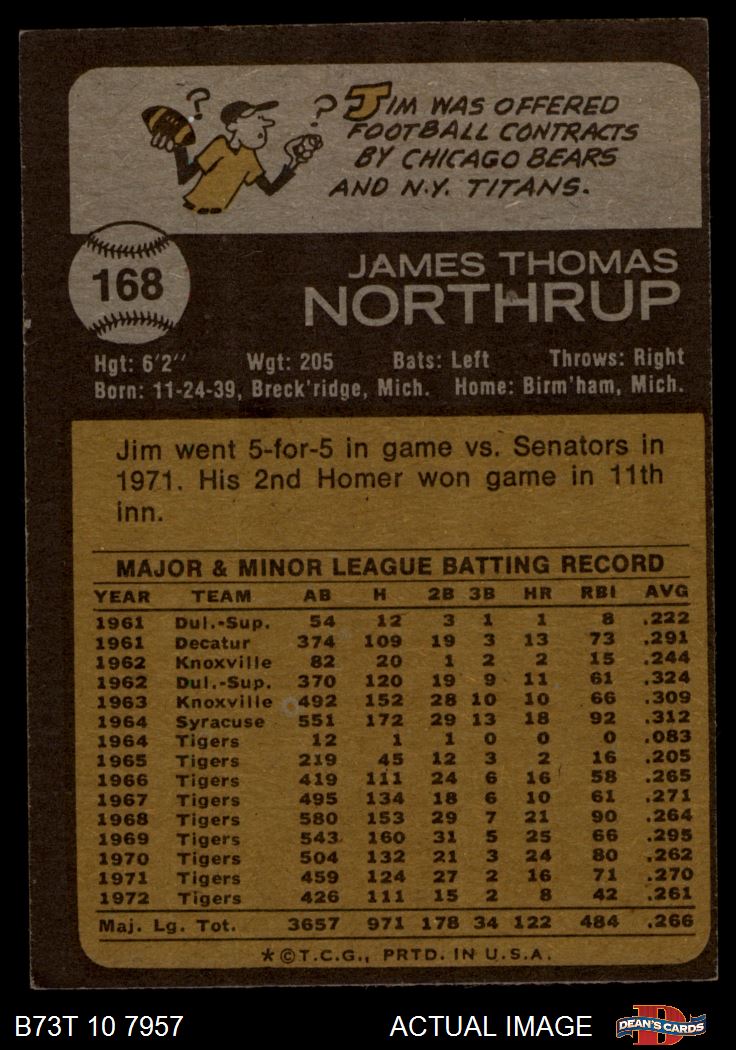 ? ? JIM WAS OFFERED
FOOTBALL CONTRACTS
BY CHICAGO BEARS
AND N.Y. TITANS.
168
JAMES THOMAS
NORTHRUP
Hgt: 6'2" Wgt: 205 Bats: Left Throws: Right
Born: 11-24-39, Breck'ridge, Mich. Home: Birm'ham, Mich.
Jim went 5-for-5 in game vs. Senators in
1971. His 2nd Homer won game in 11th
inn.
MAJOR & MINOR LEAGUE BATTING RECORD
YEAR TEAM AB H 2B 3B HR RBI AVG
1961 Dul.-Sup. 54 12 3 1 1 8 .222
1961 Decatur 374 109 19 3 13 73 .291
1962 Knoxville 82 20 1 2 2 15 .244
1962 Dul.-Sup. 370 120 19 9 11 61 .324
1963 Knoxville 492 152 28 10 10 66 .309
1964 Syracuse 551 172 29 13 18 92 .312
1964 Tigers 12 1 1 0 0 0 .083
1965 Tigers 219 45 12 3 2 16 .205
1966 Tigers 419 111 24 6 16 58 .265
1967 Tigers 495 134 18 6 10 61 .271
1968 Tigers 580 153 29 7 21 90 .264
1969 Tigers 543 160 31 5 25 66 .295
1970 Tigers 504 132 21 3 24 80 .262
1971 Tigers 459 124 27 2 16 71 .270
1972 Tigers 426 111 15 2 8 42 .261
Maj. Lg. Tot. 3657 971 178 34 122 484 .266
*©T.C.G., PRTD. IN U.S.A.
B73T 10 7957 ACTUAL IMAGE D DEAN'S CARDS